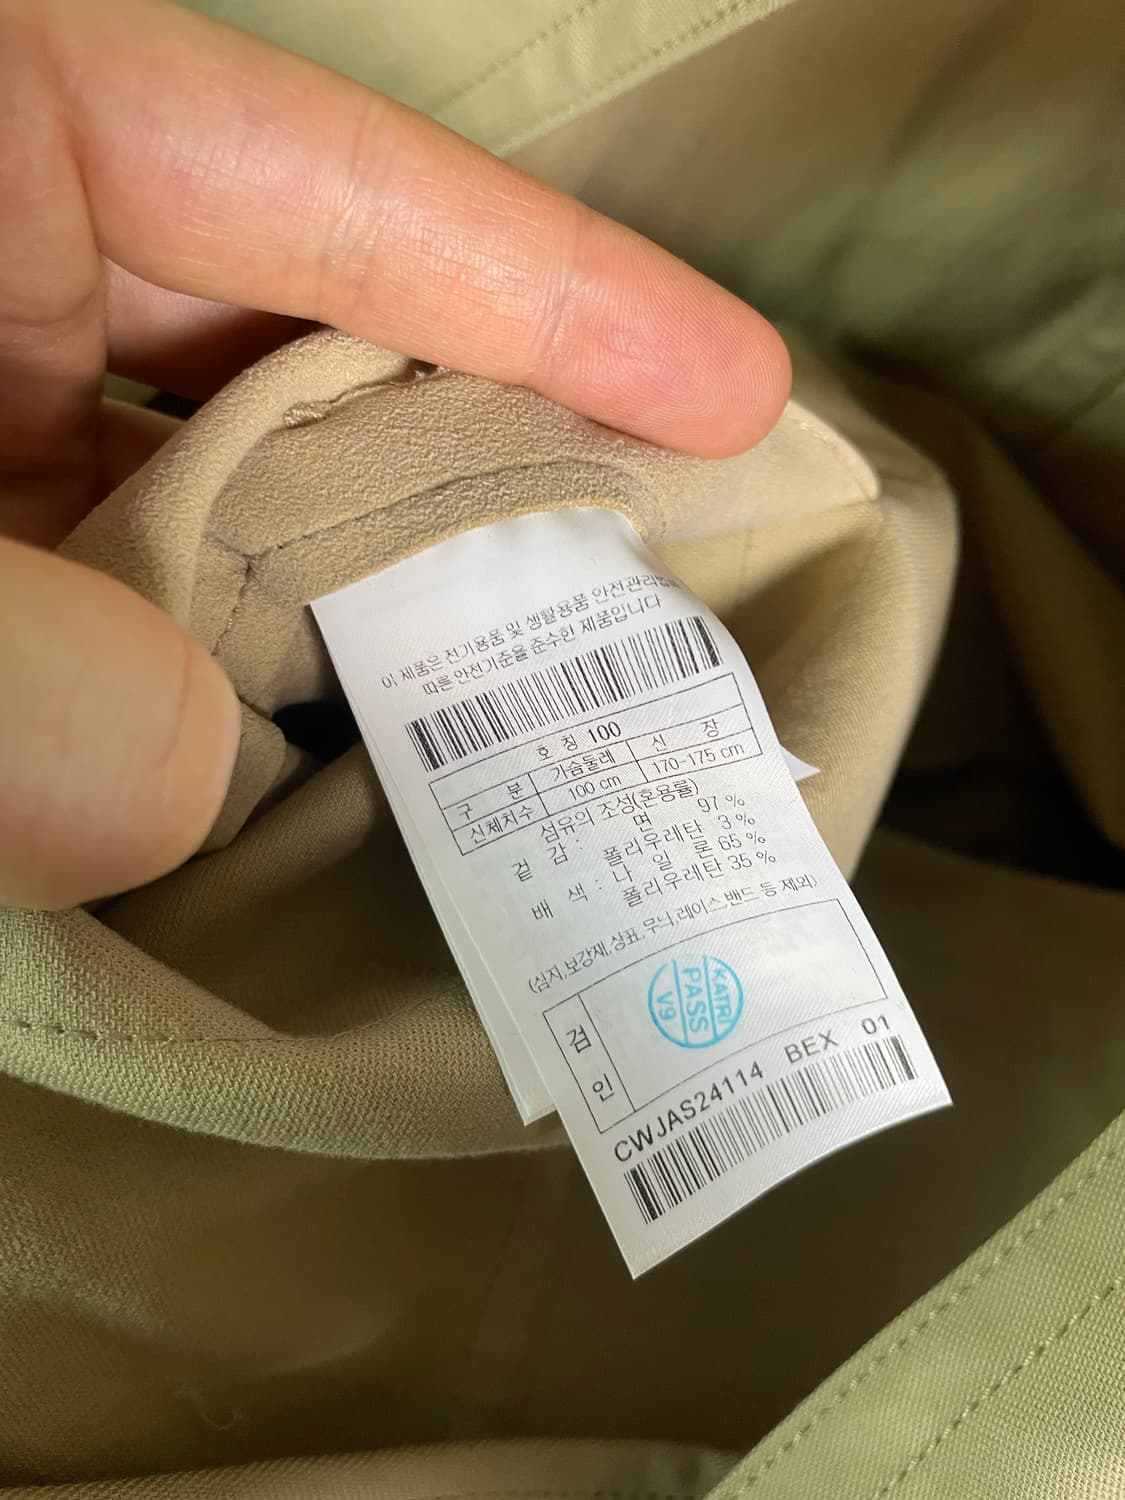 이 제품은 전기용품 및 생활용품 안전관리법에
따른 안전기준을 준수한 제품입니다
호칭 100
구 분 가슴둘레 신 장
신체치수 100 cm 170-175 cm
섬유의 조성(혼용률)
겉 감 : 면 97 %
폴리우레탄 3 %
배 색 : 나 일 론 65 %
폴리우레탄 35 %
(심지,보강재,상표,무늬,레이스,밴드 등 제외)
검인
KATRI
PASS
V9
CWJAS24114 BEX 01